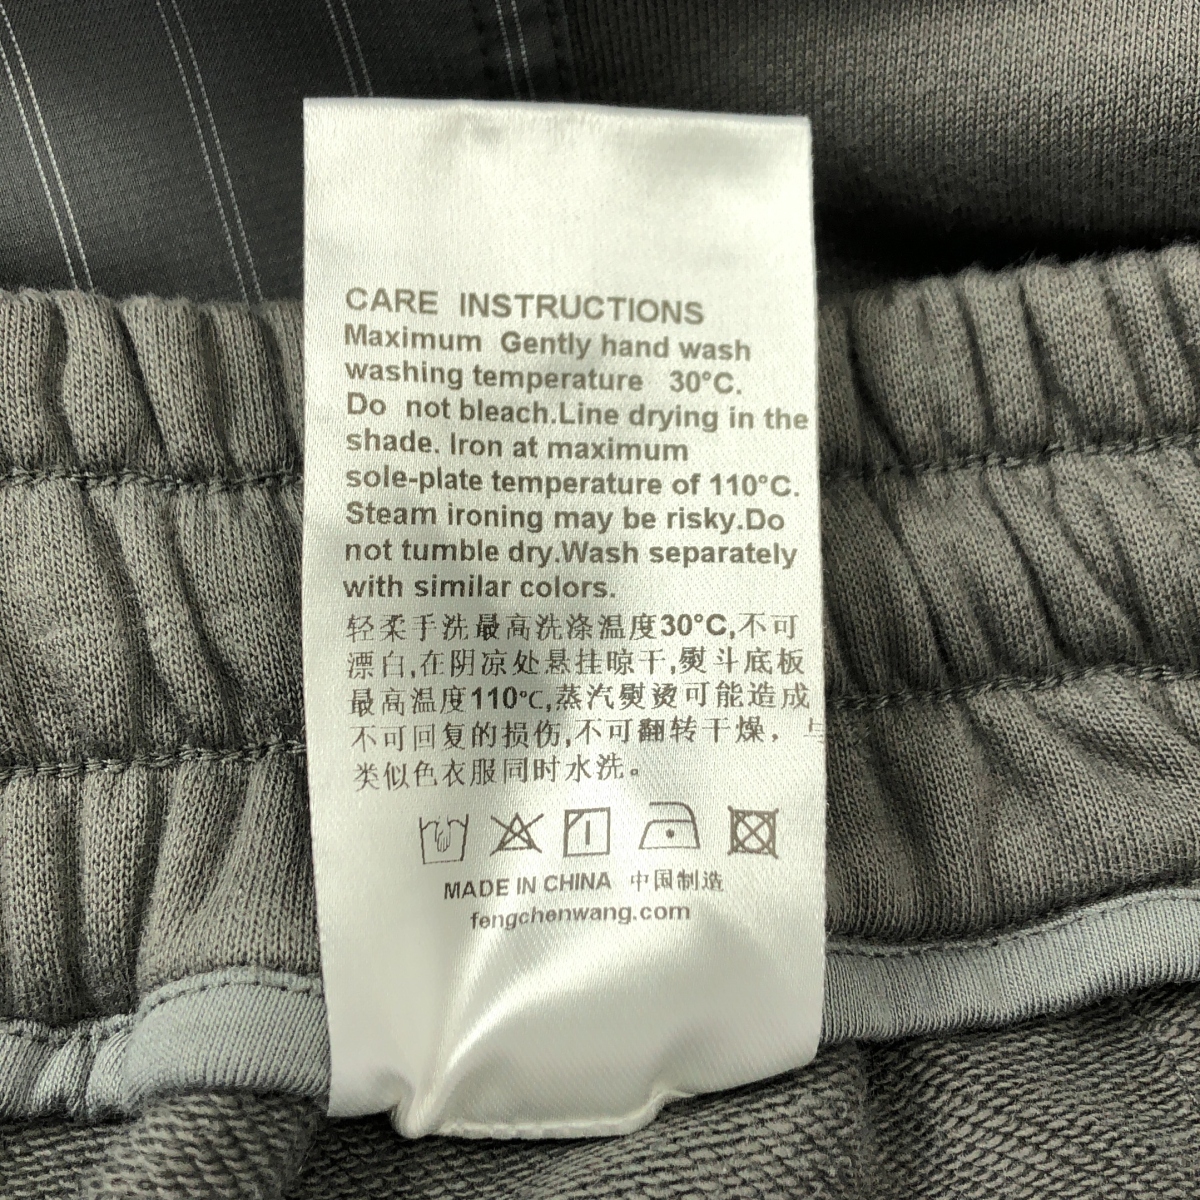 CARE INSTRUCTIONS
Maximum Gently hand wash
washing temperature 30°C.
Do not bleach.Line drying in the
shade. Iron at maximum
sole-plate temperature of 110°C.
Steam ironing may be risky.Do
not tumble dry.Wash separately
with similar colors.
轻柔手洗最高洗涤温度30°C,不可
漂白,在阴凉处悬挂晾干,熨斗底板
最高温度110℃,蒸汽熨烫可能造成
不可回复的损伤,不可翻转干燥，与
类似色衣服同时水洗。
MADE IN CHINA 中国制造
fengchenwang.com